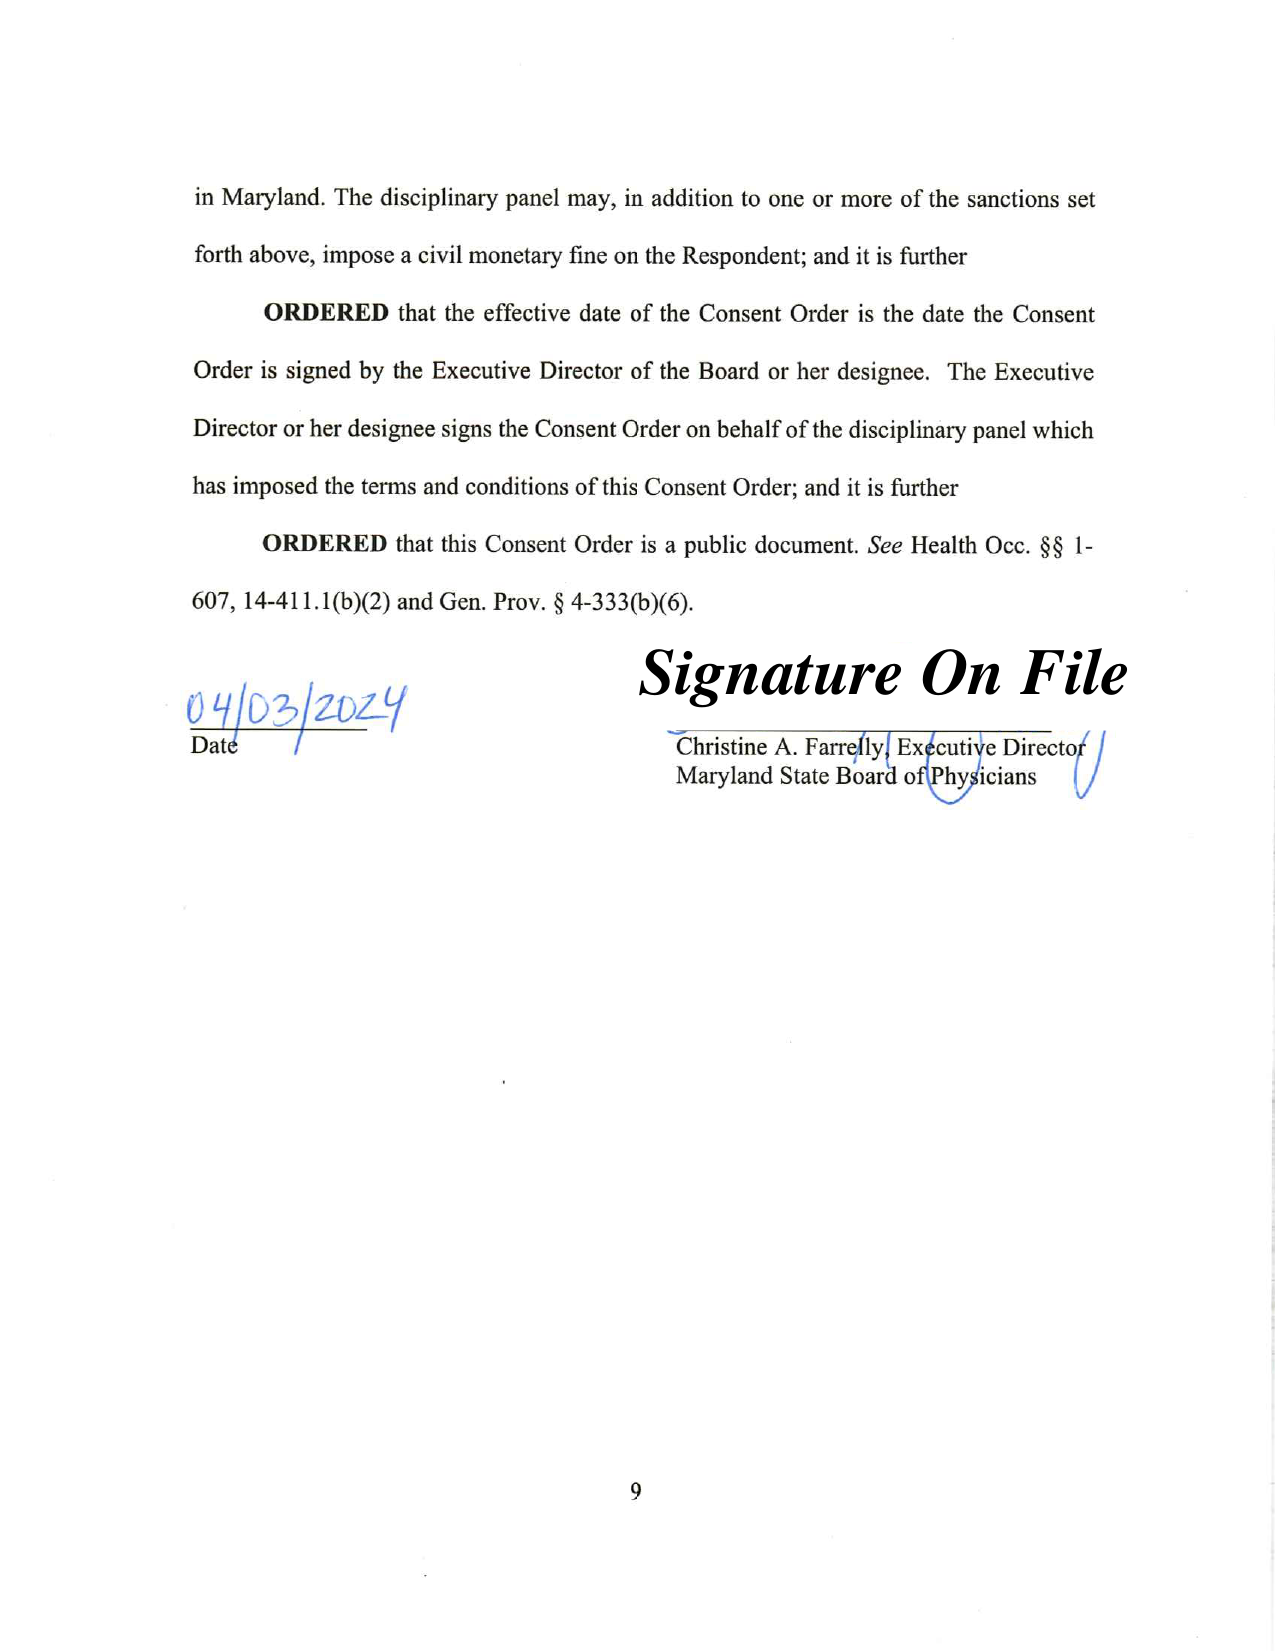 in Maryland. The disciplinary panel may, in addition to one or more of the sanctions set
forth above, impose a civil monetary fine on the Respondent; and it is further
ORDERED that the effective date of the Consent Order is the date the Consent
Order is signed by the Executive Director of the Board or her designee. The Executive
Director or her designee signs the Consent Order on behalf of the disciplinary panel which
has imposed the terms and conditions of this Consent Order; and it is further
ORDERED that this Consent Order is a public document. See Health Occ. §§ 1-
607, 14-411.1(b)(2) and Gen. Prov. § 4-333(b)(6).
Signature On File
04/03/2024
Date
Christine A. Farrelly, Executive Director
Maryland State Board of Physicians
9